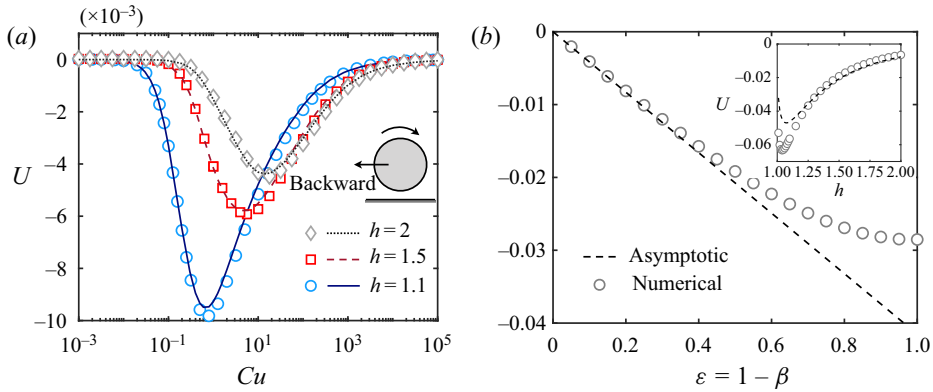 (×10⁻³)
(a)
U
0
−2
−4
−6
−8
−10
Backward
h = 2
h = 1.5
h = 1.1
10⁻³
10⁻¹
10¹
10³
10⁵
Cu
(b)
0
−0.01
−0.02
−0.03
−0.04
0
0.2
0.4
0.6
0.8
1.0
U
0
−0.02
−0.04
−0.06
1.00
1.25
1.50
1.75
2.00
h
Asymptotic
Numerical
ε = 1 − β